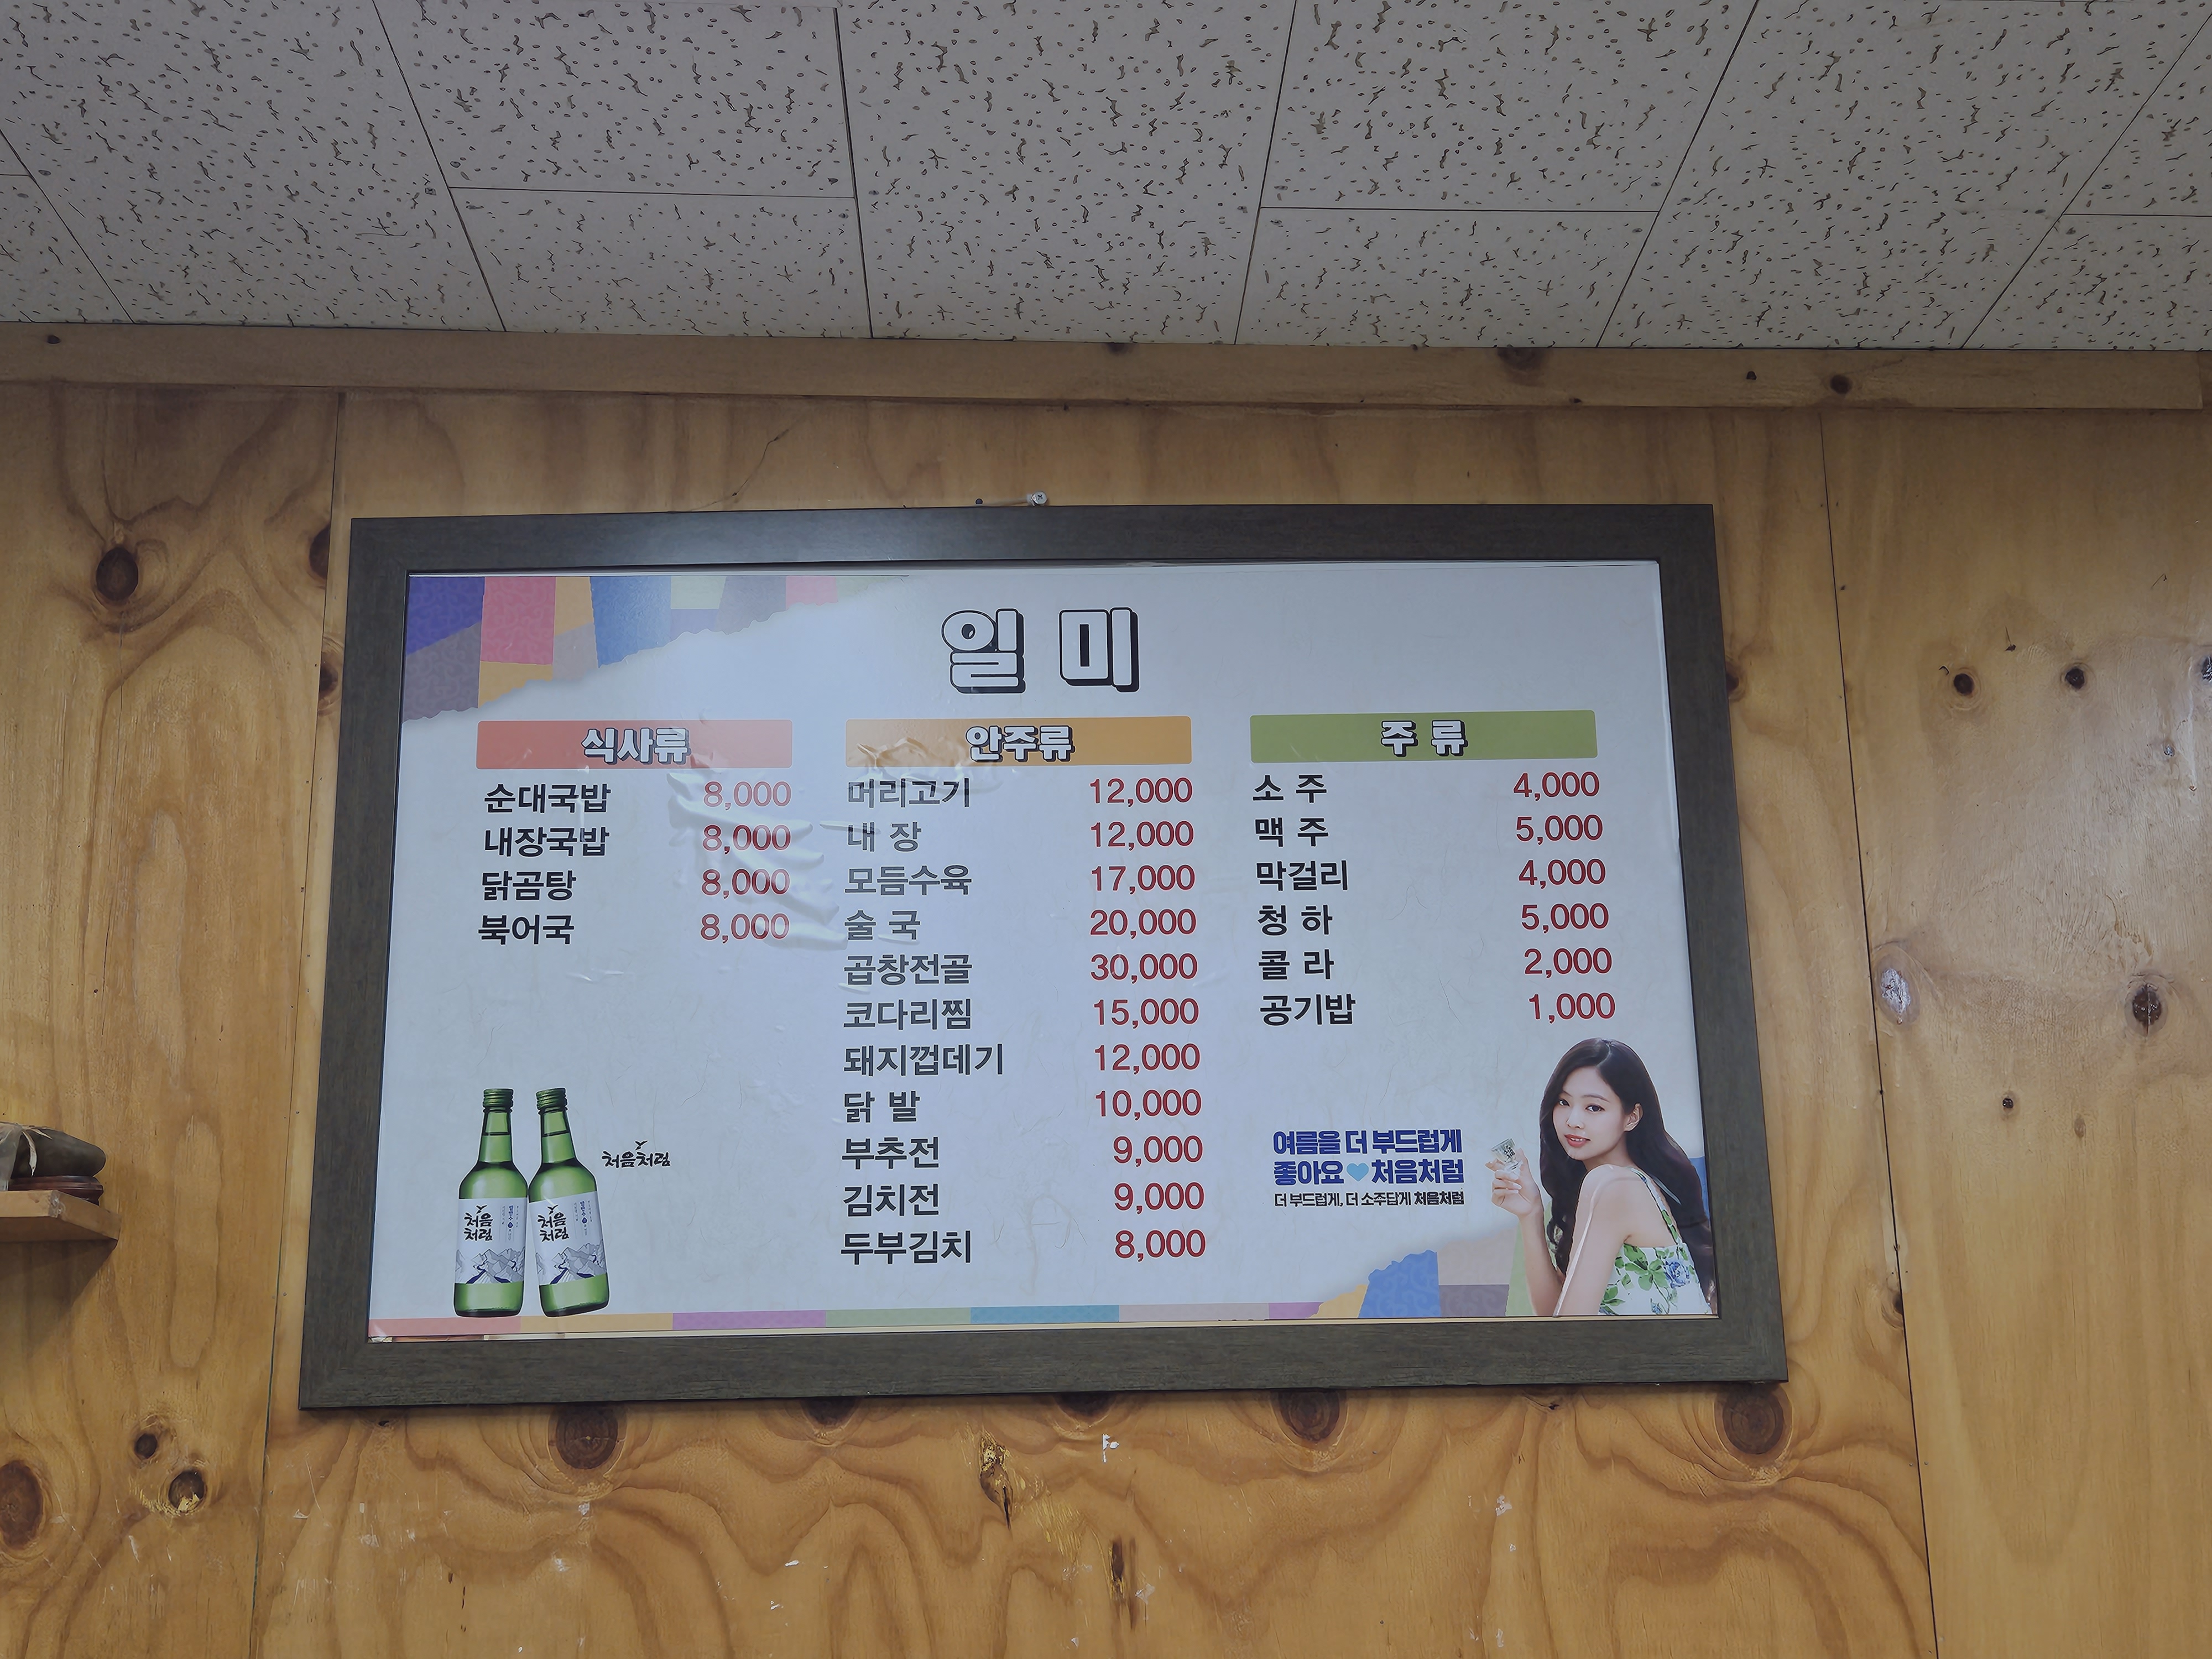 일 미
식사류
순대국밥 8,000
내장국밥 8,000
닭곰탕 8,000
북어국 8,000
안주류
머리고기 12,000
내 장 12,000
모듬수육 17,000
술 국 20,000
곱창전골 30,000
코다리찜 15,000
돼지껍데기 12,000
닭 발 10,000
부추전 9,000
김치전 9,000
두부김치 8,000
주 류
소 주 4,000
맥 주 5,000
막걸리 4,000
청 하 5,000
콜 라 2,000
공기밥 1,000
처음처럼
처음
처럼
처음
처럼
여름을 더 부드럽게
좋아요 처음처럼
더 부드럽게, 더 소주답게 처음처럼